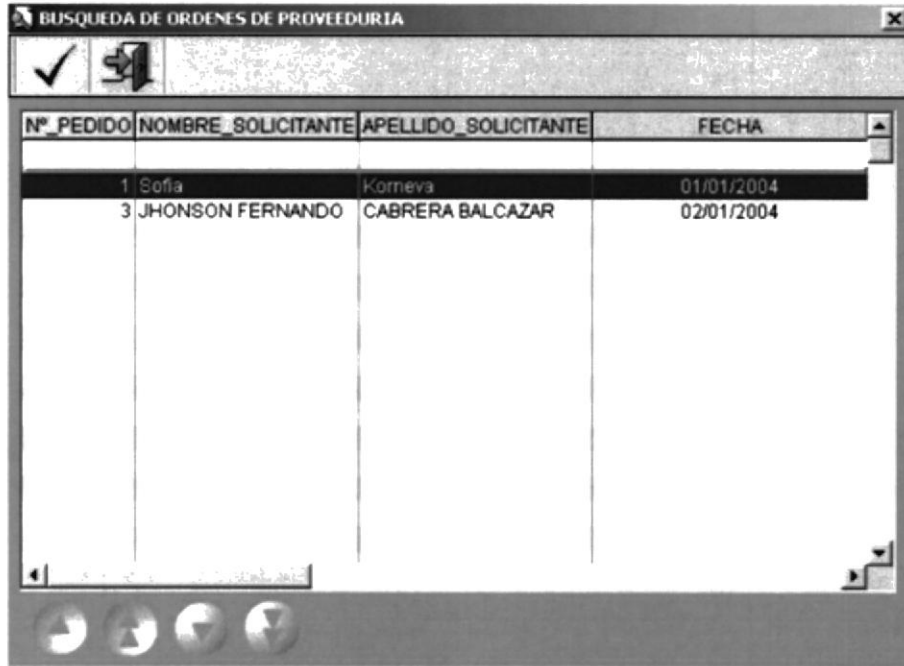 BUSQUEDA DE ORDENES DE PROVEEDURIA
Nº_PEDIDO NOMBRE_SOLICITANTE APELLIDO_SOLICITANTE FECHA
1 Sofia Korneva 01/01/2004
3 JHONSON FERNANDO CABRERA BALCAZAR 02/01/2004